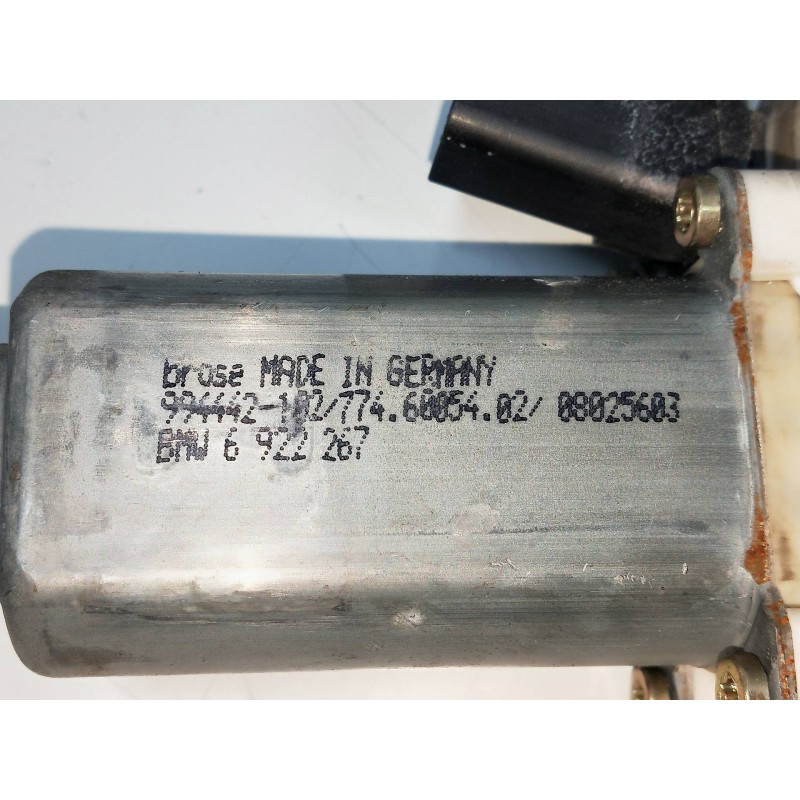 brose MADE IN GERMANY
994442-102/774.60054.02/ 08025603
BMW 6 922 267